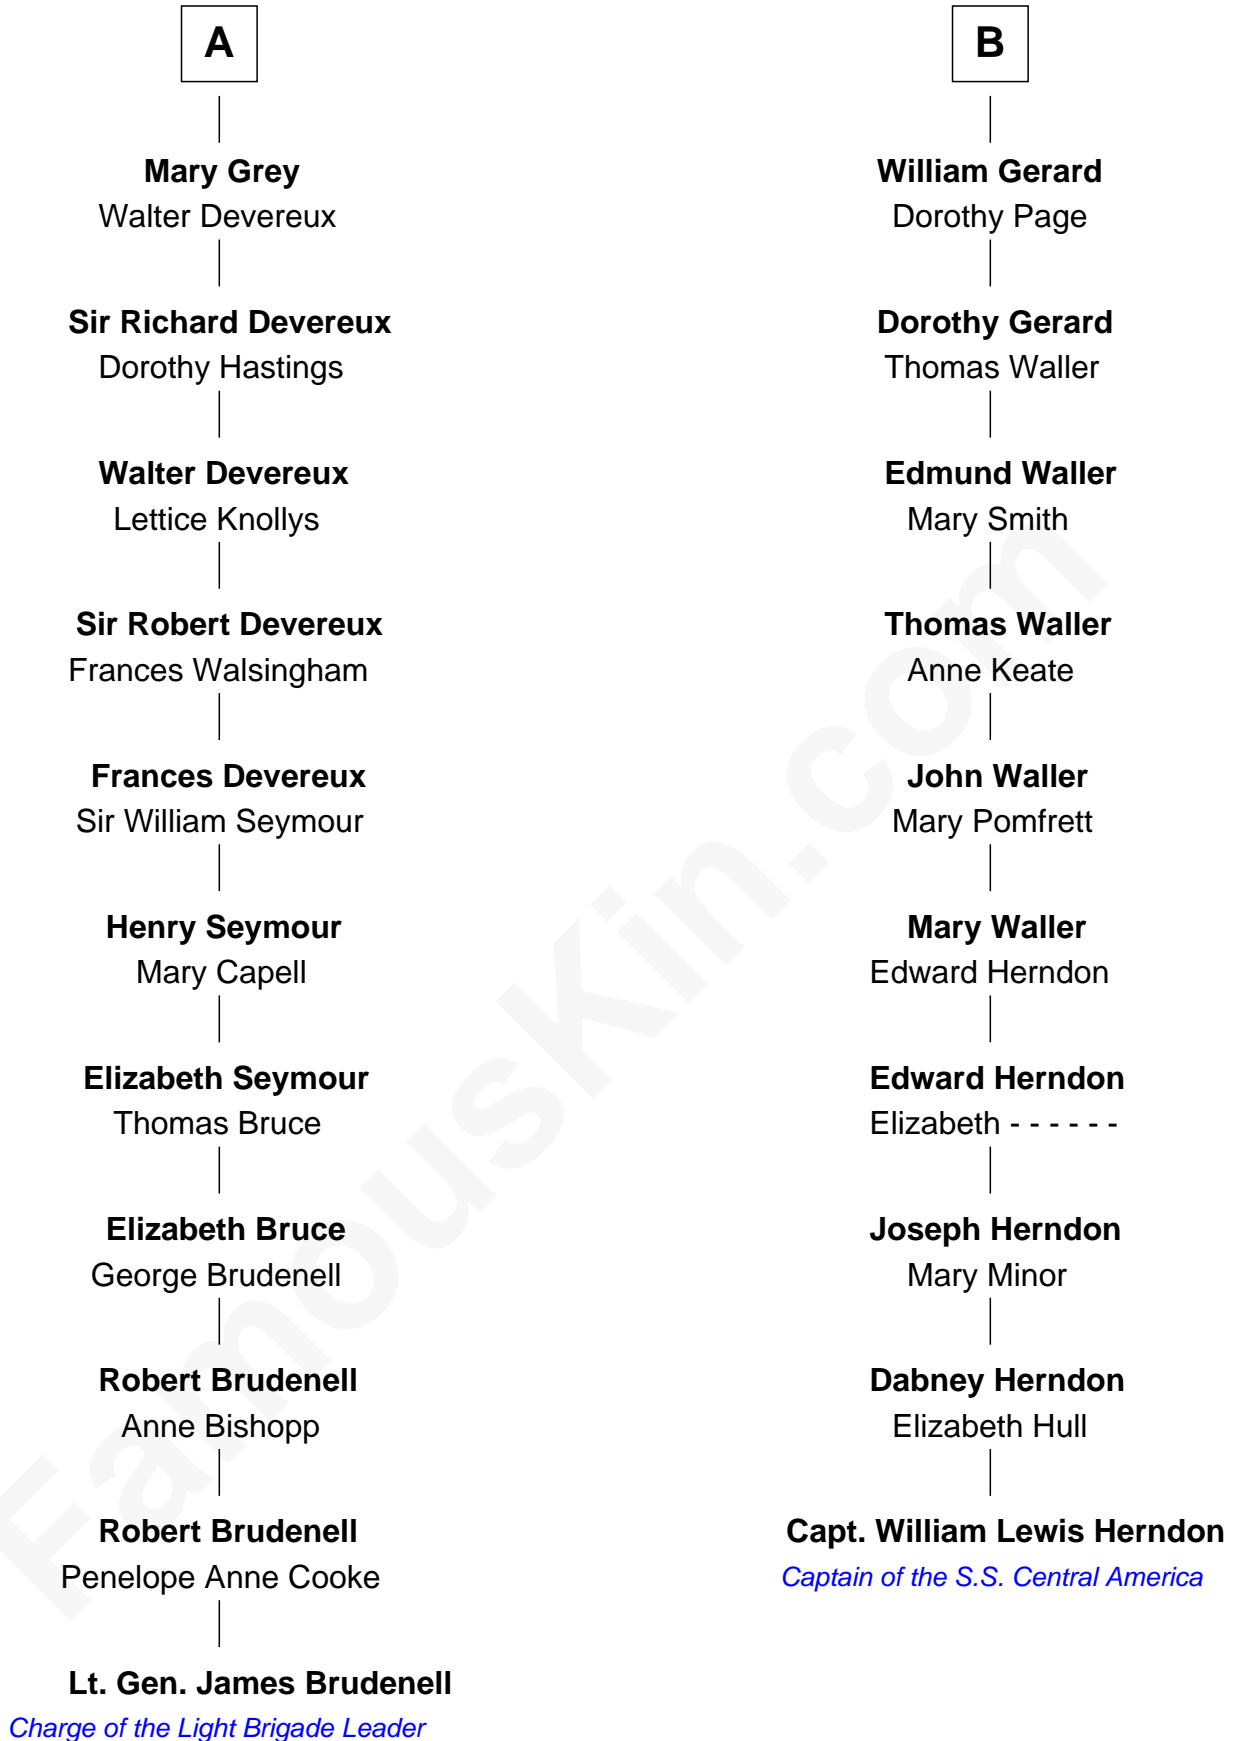 A
Mary Grey
Walter Devereux
Sir Richard Devereux
Dorothy Hastings
Walter Devereux
Lettice Knollys
Sir Robert Devereux
Frances Walsingham
Frances Devereux
Sir William Seymour
Henry Seymour
Mary Capell
Elizabeth Seymour
Thomas Bruce
Elizabeth Bruce
George Brudenell
Robert Brudenell
Anne Bishopp
Robert Brudenell
Penelope Anne Cooke
Lt. Gen. James Brudenell
Charge of the Light Brigade Leader
B
William Gerard
Dorothy Page
Dorothy Gerard
Thomas Waller
Edmund Waller
Mary Smith
Thomas Waller
Anne Keate
John Waller
Mary Pomfrett
Mary Waller
Edward Herndon
Edward Herndon
Elizabeth - - - - - -
Joseph Herndon
Mary Minor
Dabney Herndon
Elizabeth Hull
Capt. William Lewis Herndon
Captain of the S.S. Central America
FamousKin.com